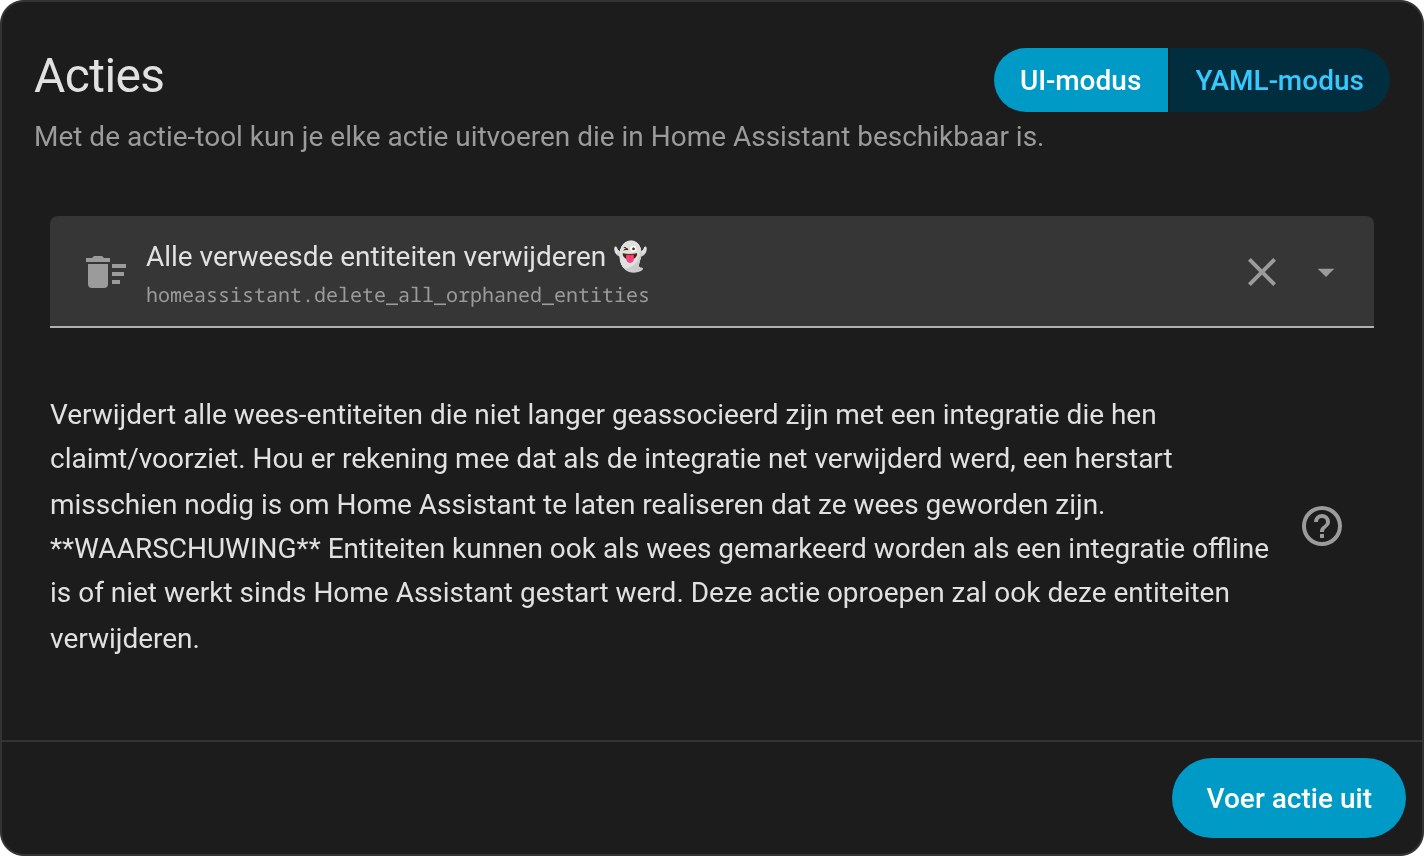 Acties
UI-modus
YAML-modus
Met de actie-tool kun je elke actie uitvoeren die in Home Assistant beschikbaar is.
Alle verweesde entiteiten verwijderen 👻
homeassistant.delete_all_orphaned_entities
Verwijdert alle wees-entiteiten die niet langer geassocieerd zijn met een integratie die hen
claimt/voorziet. Hou er rekening mee dat als de integratie net verwijderd werd, een herstart
misschien nodig is om Home Assistant te laten realiseren dat ze wees geworden zijn.
**WAARSCHUWING** Entiteiten kunnen ook als wees gemarkeerd worden als een integratie offline
is of niet werkt sinds Home Assistant gestart werd. Deze actie oproepen zal ook deze entiteiten
verwijderen.
Voer actie uit